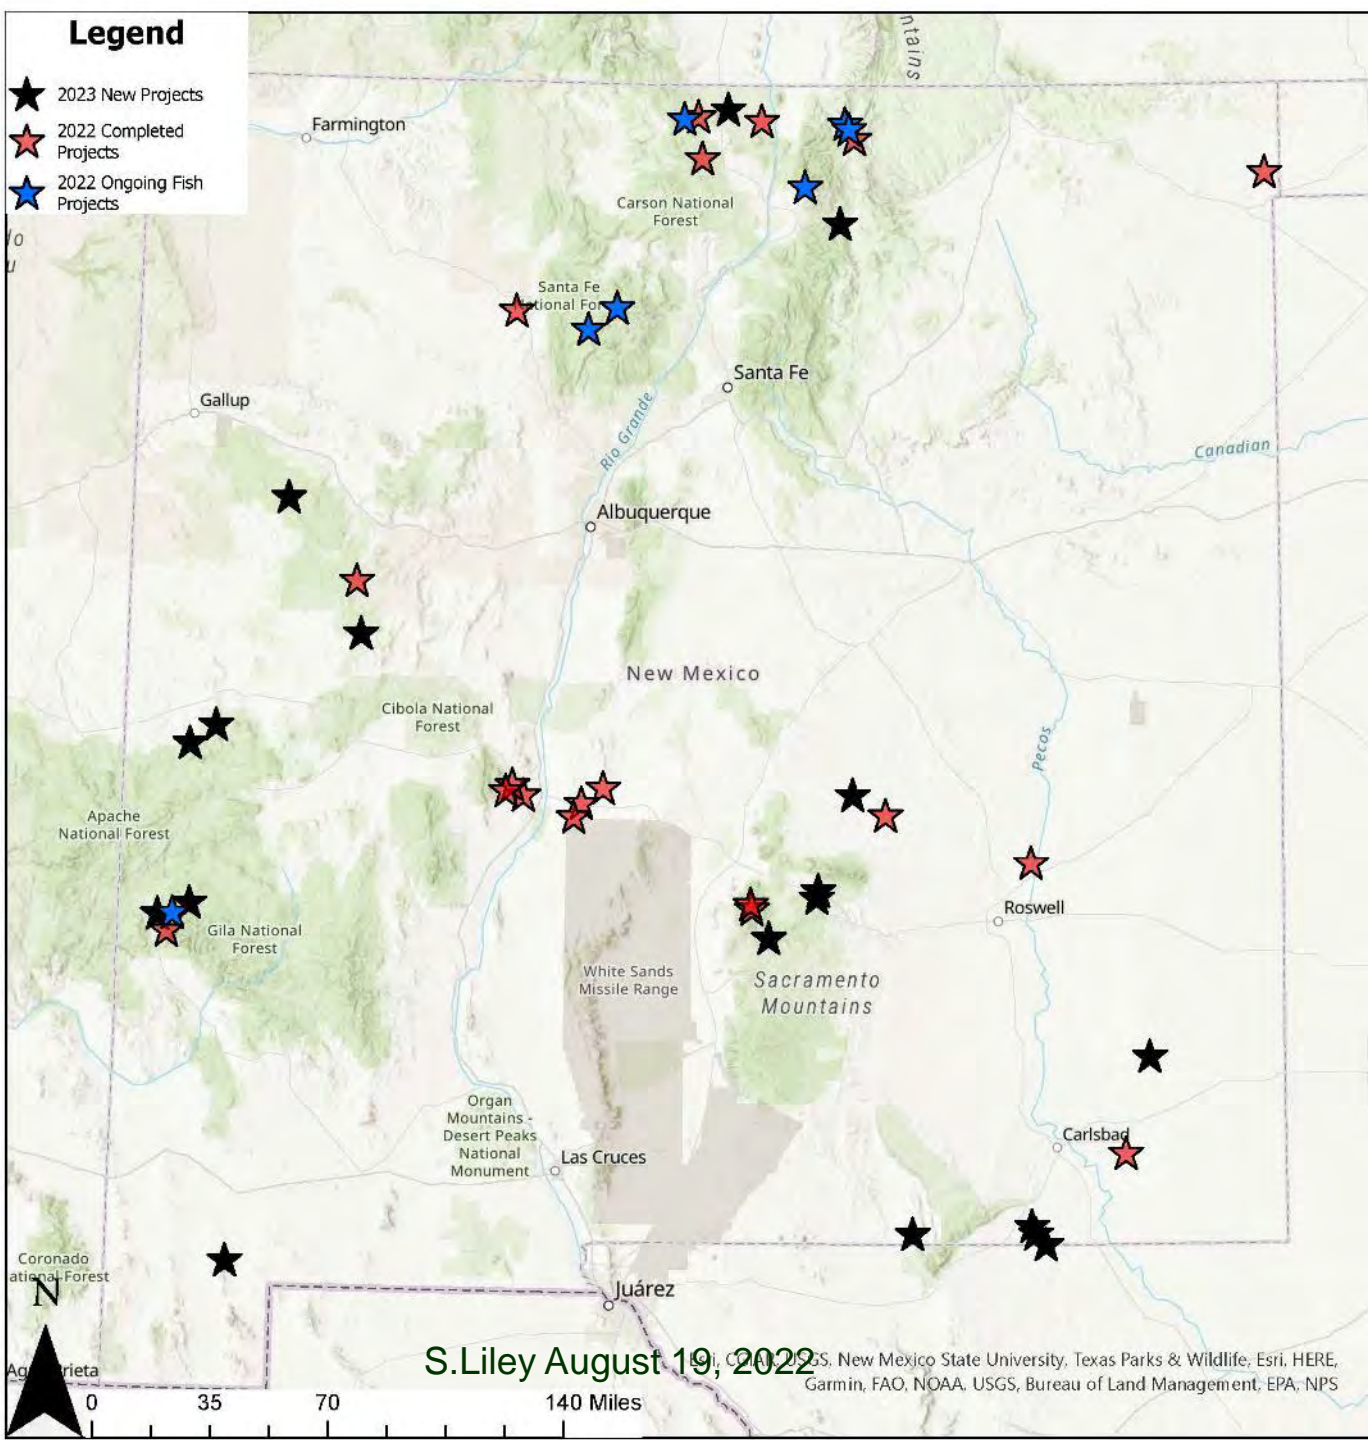 Legend
2023 New Projects
2022 Completed
Projects
2022 Ongoing Fish
Projects
ntains
Farmington
Carson National
Forest
Santa Fe
Santa Fe
Gallup
Rio Grande
Canadian
Albuquerque
New Mexico
Cibola National
Forest
Pecos
Apache
National Forest
Roswell
Gila National
Forest
White Sands
Missile Range
Sacramento
Mountains
Organ
Mountains -
Desert Peaks
National
Monument
Carlsbad
Las Cruces
Coronado
ational Forest
N
Juárez
S.Liley August 19, 2022
USGS, New Mexico State University, Texas Parks & Wildlife, Esri, HERE,
Garmin, FAO, NOAA, USGS, Bureau of Land Management, EPA, NPS
0 35 70 140 Miles